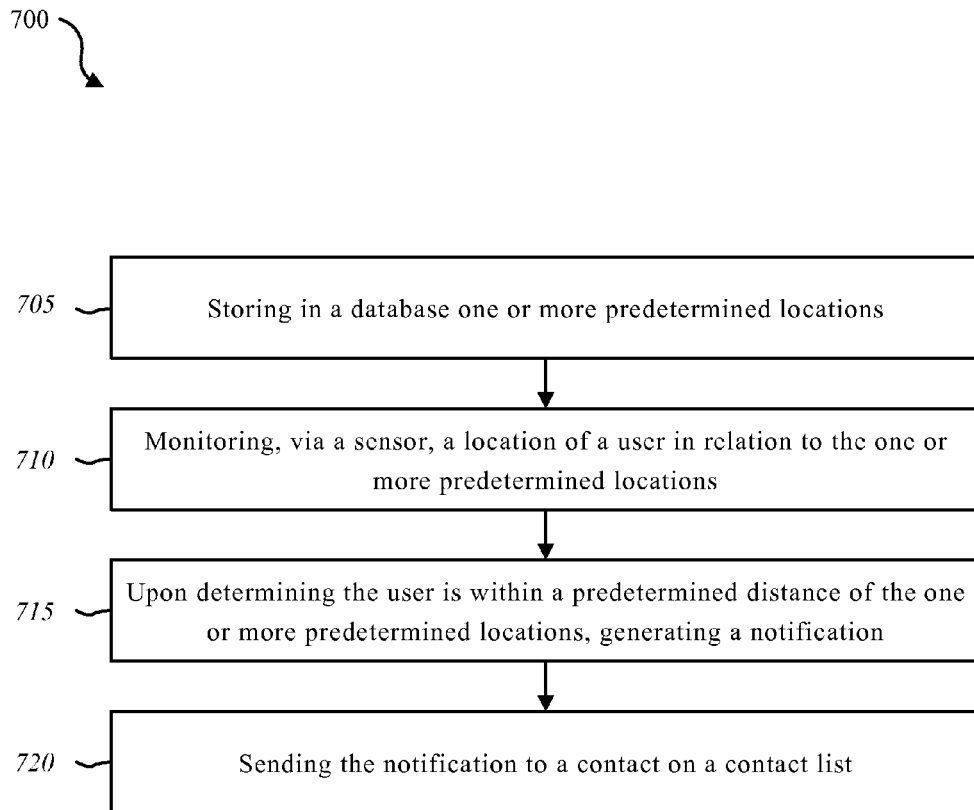 700
705
Storing in a database one or more predetermined locations
710
Monitoring, via a sensor, a location of a user in relation to the one or
more predetermined locations
715
Upon determining the user is within a predetermined distance of the one
or more predetermined locations, generating a notification
720
Sending the notification to a contact on a contact list